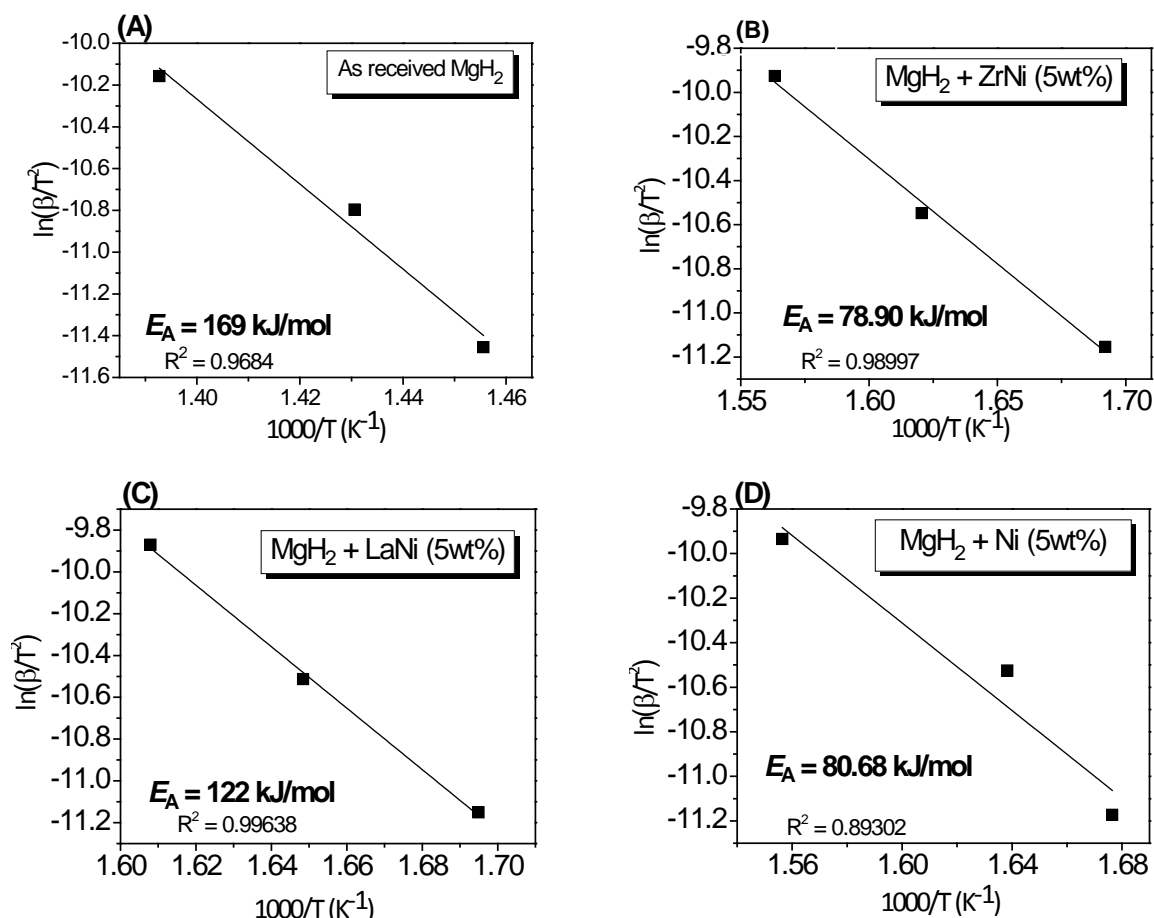 (A)
As received MgH₂
-10.0
-10.2
-10.4
-10.6
-10.8
-11.0
-11.2
-11.4
-11.6
ln(β/T²)
E_A = 169 kJ/mol
R² = 0.9684
1.40 1.42 1.44 1.46
1000/T (K⁻¹)
(B)
MgH₂ + ZrNi (5wt%)
-9.8
-10.0
-10.2
-10.4
-10.6
-10.8
-11.0
-11.2
ln(β/T²)
E_A = 78.90 kJ/mol
R² = 0.98997
1.55 1.60 1.65 1.70
1000/T (K⁻¹)
(C)
MgH₂ + LaNi (5wt%)
-9.8
-10.0
-10.2
-10.4
-10.6
-10.8
-11.0
-11.2
ln(β/T²)
E_A = 122 kJ/mol
R² = 0.99638
1.60 1.62 1.64 1.66 1.68 1.70
1000/T (K⁻¹)
(D)
MgH₂ + Ni (5wt%)
-9.8
-10.0
-10.2
-10.4
-10.6
-10.8
-11.0
-11.2
ln(β/T²)
E_A = 80.68 kJ/mol
R² = 0.89302
1.56 1.60 1.64 1.68
1000/T (K⁻¹)